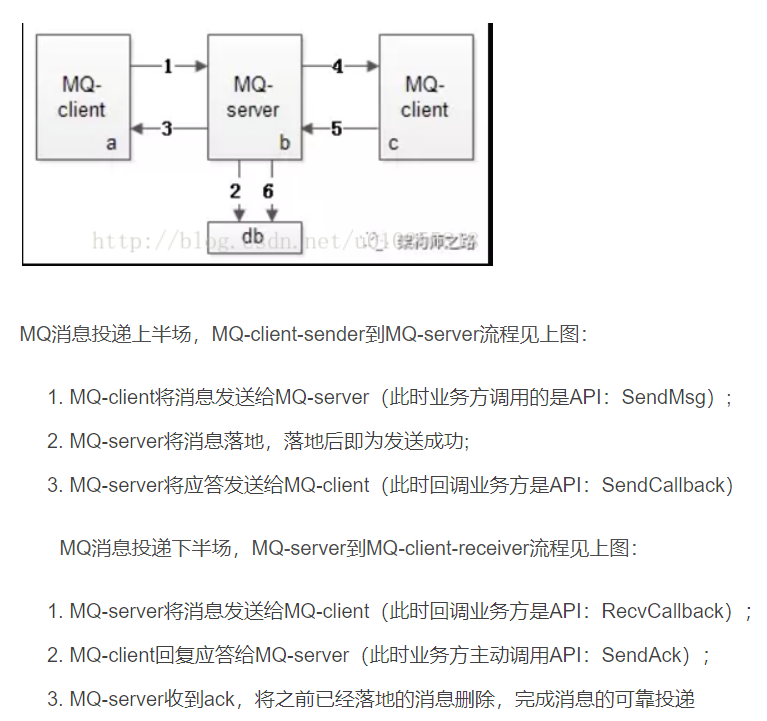 MQ-
client
a
1
3
MQ-
server
b
4
5
MQ-
client
c
2
6
db
MQ消息投递上半场，MQ-client-sender到MQ-server流程见上图：
1. MQ-client将消息发送给MQ-server（此时业务方调用的是API：SendMsg）;
2. MQ-server将消息落地，落地后即为发送成功;
3. MQ-server将应答发送给MQ-client（此时回调业务方是API：SendCallback）
MQ消息投递下半场，MQ-server到MQ-client-receiver流程见上图：
1. MQ-server将消息发送给MQ-client（此时回调业务方是API：RecvCallback）;
2. MQ-client回复应答给MQ-server（此时业务方主动调用API：SendAck）;
3. MQ-server收到ack，将之前已经落地的消息删除，完成消息的可靠投递